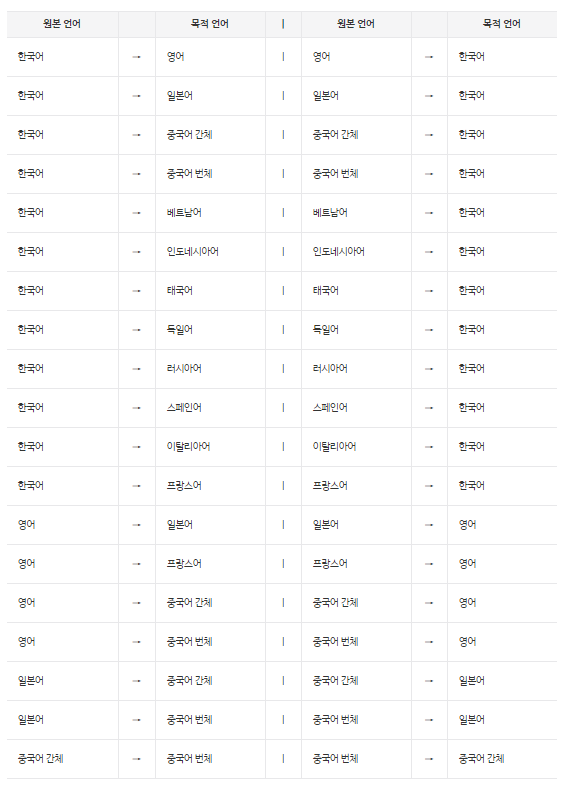 원본 언어 목적 언어 | 원본 언어 목적 언어
한국어 → 영어 | 영어 → 한국어
한국어 → 일본어 | 일본어 → 한국어
한국어 → 중국어 간체 | 중국어 간체 → 한국어
한국어 → 중국어 번체 | 중국어 번체 → 한국어
한국어 → 베트남어 | 베트남어 → 한국어
한국어 → 인도네시아어 | 인도네시아어 → 한국어
한국어 → 태국어 | 태국어 → 한국어
한국어 → 독일어 | 독일어 → 한국어
한국어 → 러시아어 | 러시아어 → 한국어
한국어 → 스페인어 | 스페인어 → 한국어
한국어 → 이탈리아어 | 이탈리아어 → 한국어
한국어 → 프랑스어 | 프랑스어 → 한국어
영어 → 일본어 | 일본어 → 영어
영어 → 프랑스어 | 프랑스어 → 영어
영어 → 중국어 간체 | 중국어 간체 → 영어
영어 → 중국어 번체 | 중국어 번체 → 영어
일본어 → 중국어 간체 | 중국어 간체 → 일본어
일본어 → 중국어 번체 | 중국어 번체 → 일본어
중국어 간체 → 중국어 번체 | 중국어 번체 → 중국어 간체